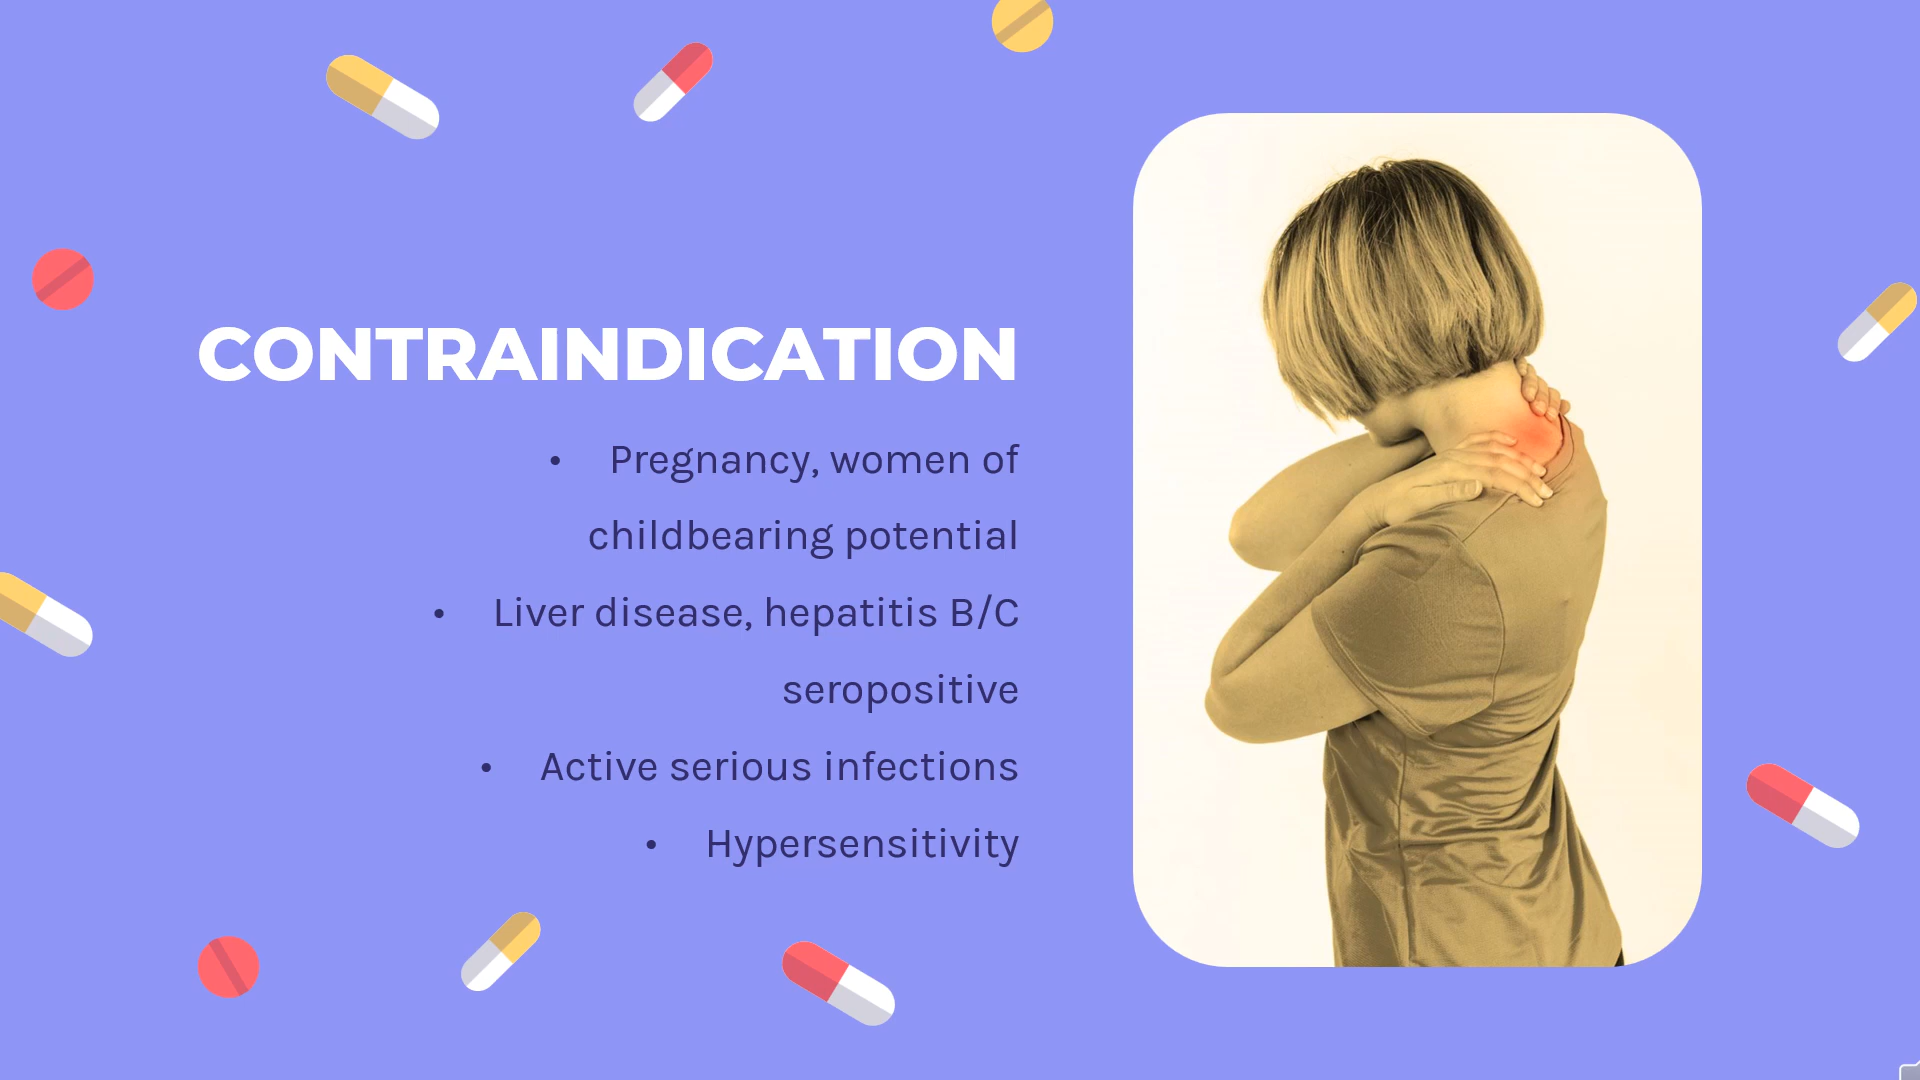 CONTRAINDICATION
• Pregnancy, women of
childbearing potential
• Liver disease, hepatitis B/C
seropositive
• Active serious infections
• Hypersensitivity